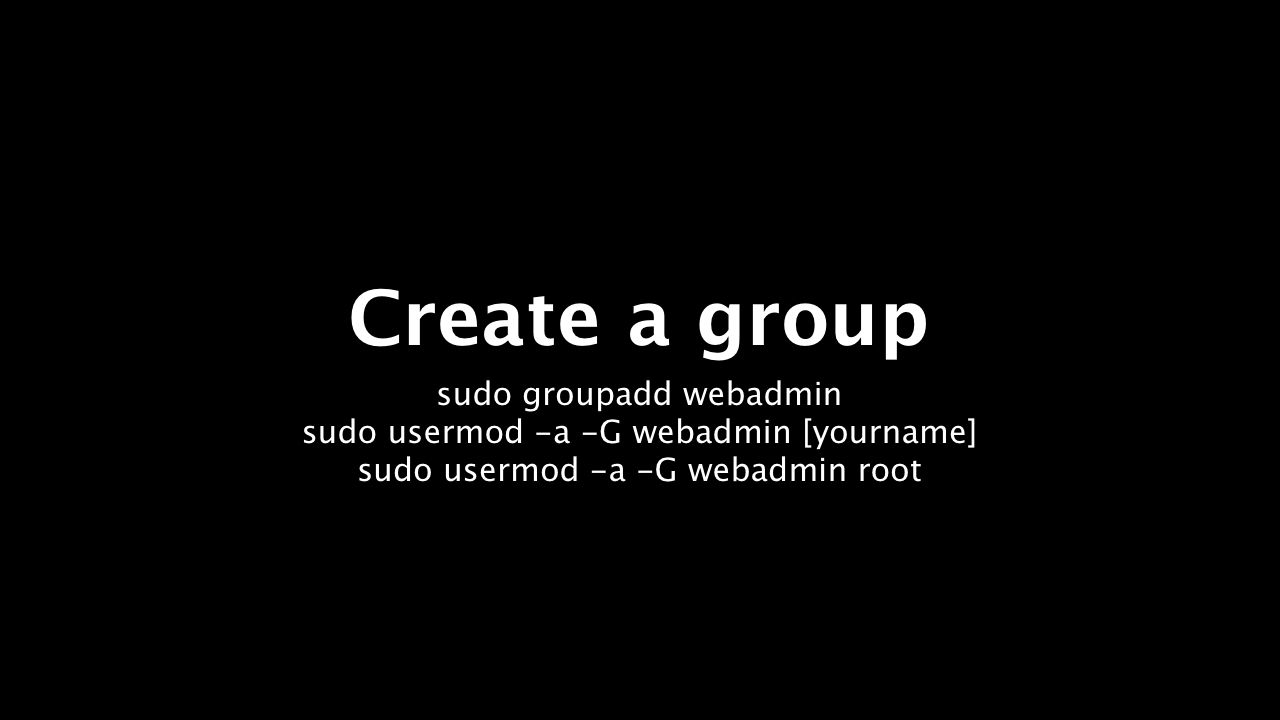 Create a group
sudo groupadd webadmin
sudo usermod -a -G webadmin [yourname]
sudo usermod -a -G webadmin root